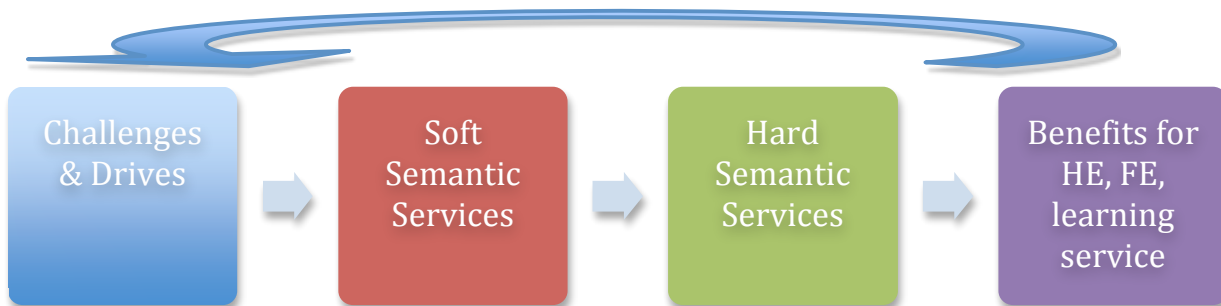 Challenges
& Drives
Soft
Semantic
Services
Hard
Semantic
Services
Benefits for
HE, FE,
learning
service